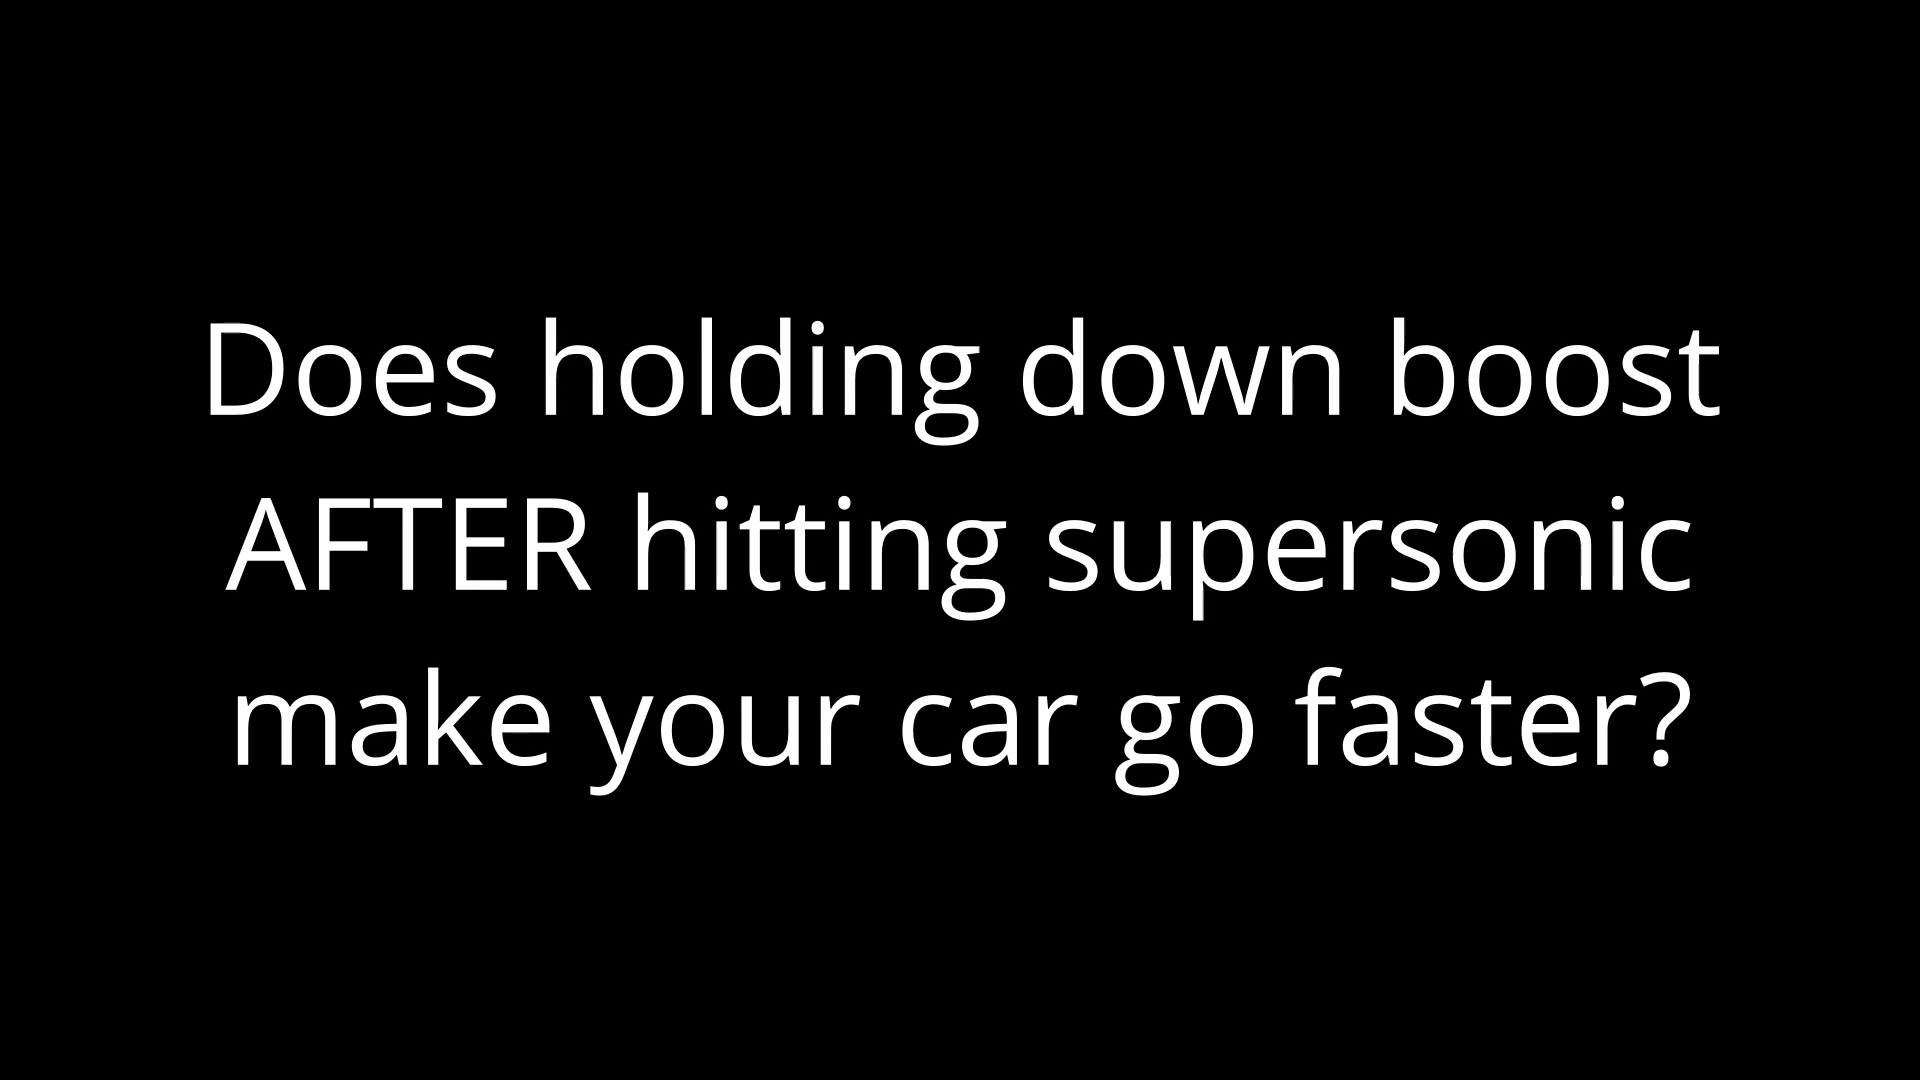 Does holding down boost
AFTER hitting supersonic
make your car go faster?